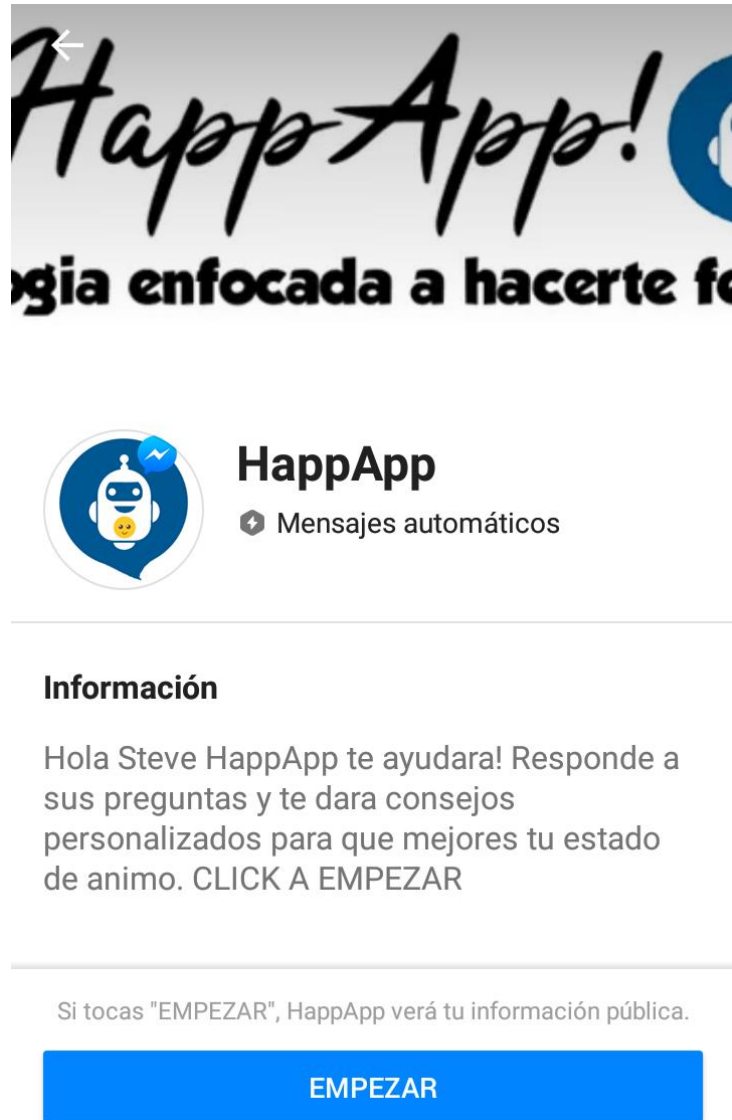 HappApp!
enfocada a hacerte
HappApp
Mensajes automáticos
Información
Hola Steve HappApp te ayudara! Responde a
sus preguntas y te dara consejos
personalizados para que mejores tu estado
de animo. CLICK A EMPEZAR
Si tocas "EMPEZAR", HappApp verá tu información pública.
EMPEZAR